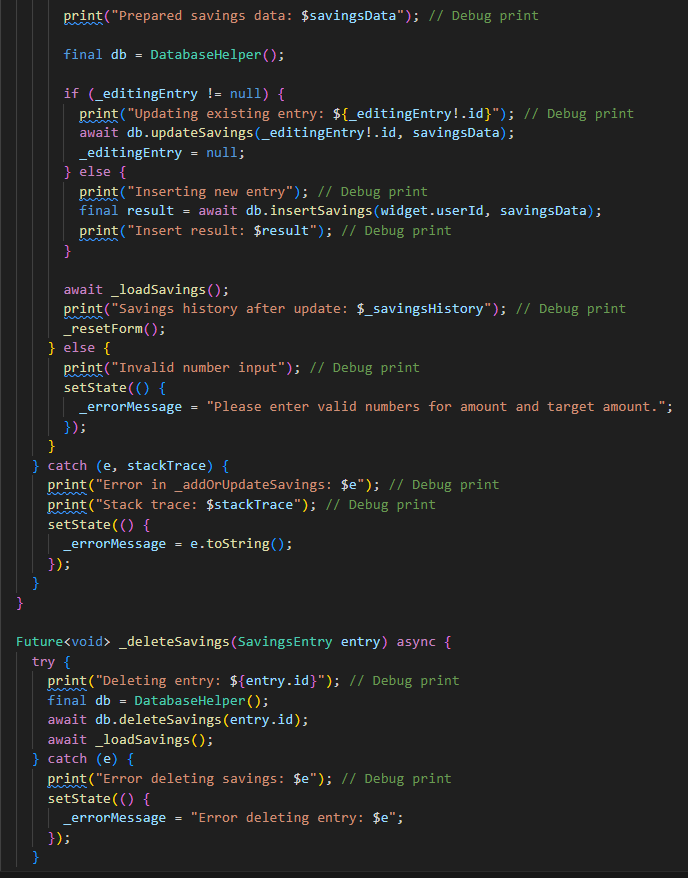 print("Prepared savings data: $savingsData"); // Debug print
final db = DatabaseHelper();
if (_editingEntry != null) {
print("Updating existing entry: ${_editingEntry!.id}"); // Debug print
await db.updateSavings(_editingEntry!.id, savingsData);
_editingEntry = null;
} else {
print("Inserting new entry"); // Debug print
final result = await db.insertSavings(widget.userId, savingsData);
print("Insert result: $result"); // Debug print
}
await _loadSavings();
print("Savings history after update: $_savingsHistory"); // Debug print
_resetForm();
} else {
print("Invalid number input"); // Debug print
setState(() {
_errorMessage = "Please enter valid numbers for amount and target amount.";
});
}
} catch (e, stackTrace) {
print("Error in _addOrUpdateSavings: $e"); // Debug print
print("Stack trace: $stackTrace"); // Debug print
setState(() {
_errorMessage = e.toString();
});
}
}
Future<void> _deleteSavings(SavingsEntry entry) async {
try {
print("Deleting entry: ${entry.id}"); // Debug print
final db = DatabaseHelper();
await db.deleteSavings(entry.id);
await _loadSavings();
} catch (e) {
print("Error deleting savings: $e"); // Debug print
setState(() {
_errorMessage = "Error deleting entry: $e";
});
}